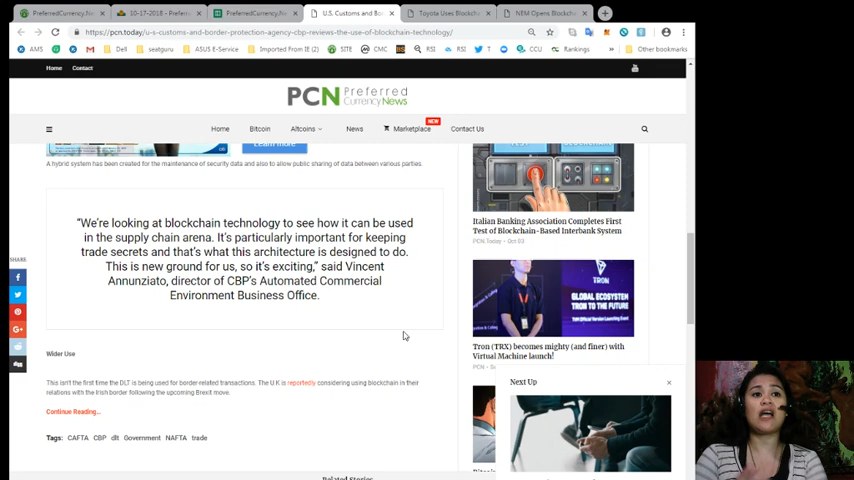 PreferredCurrency.Ne
10-17-2018 - Preferr
PreferredCurrency.Ne
U.S. Customs and Bo
Toyota Uses Blockch
NEM Opens Blockcha
https://pcn.today/u-s-customs-and-border-protection-agency-cbp-reviews-the-use-of-blockchain-technology/
AMS
Dell
seatguru
ASUS E-Service
Imported From IE (2)
SITE
CMC
RSI
RSI
T
CCU
Rankings
»
Other bookmarks
Home
Contact
PCN Preferred
Currency News
Home
Bitcoin
Altcoins
News
NEW
Marketplace
Contact Us
Learn more
A hybrid system has been created for the maintenance of security data and also to allow public sharing of data between various parties.
“We’re looking at blockchain technology to see how it can be used
in the supply chain arena. It’s particularly important for keeping
trade secrets and that’s what this architecture is designed to do.
This is new ground for us, so it’s exciting,” said Vincent
Annunziato, director of CBP’s Automated Commercial
Environment Business Office.
SHARE
Wider Use
This isn't the first time the DLT is being used for border-related transactions. The U.K is reportedly considering using blockchain in their
relations with the Irish border following the upcoming Brexit move.
Continue Reading...
Tags: CAFTA CBP dlt Government NAFTA trade
Related Stories
Italian Banking Association Completes First
Test of Blockchain-Based Interbank System
PCN.Today - Oct 03
TRON
GLOBAL ECOSYSTEM
TRON TO THE FUTURE
Tron (TRX) becomes mighty (and finer) with
Virtual Machine launch!
Next Up
×